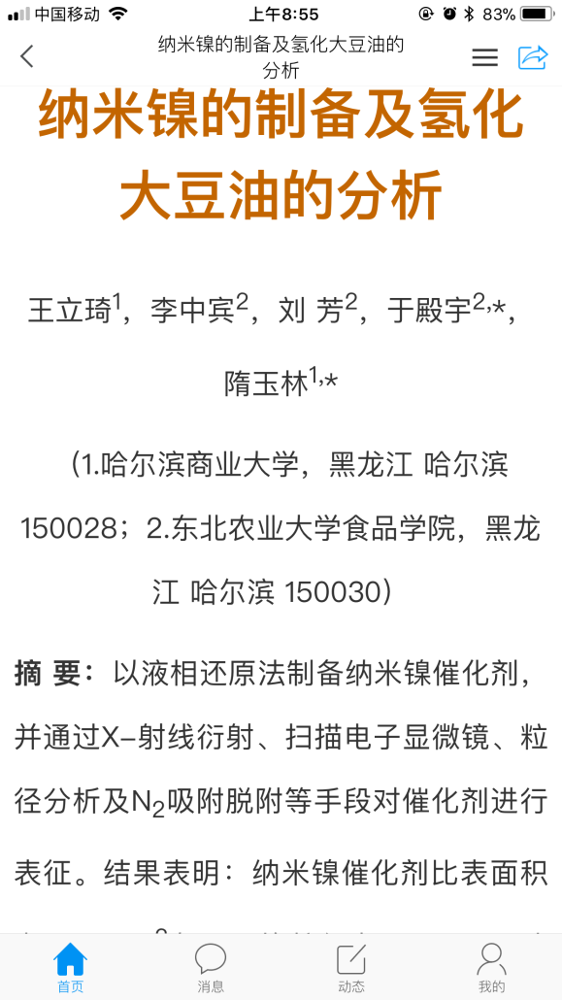 中国移动 上午8:55 83%
纳米镍的制备及氢化大豆油的
分析
纳米镍的制备及氢化
大豆油的分析
王立琦1，李中宾2，刘 芳2，于殿宇2,*，
隋玉林1,*
（1.哈尔滨商业大学，黑龙江 哈尔滨
150028；2.东北农业大学食品学院，黑龙
江 哈尔滨 150030）
摘 要：以液相还原法制备纳米镍催化剂，
并通过X–射线衍射、扫描电子显微镜、粒
径分析及N2吸附脱附等手段对催化剂进行
表征。结果表明：纳米镍催化剂比表面积
首页 消息 动态 我的